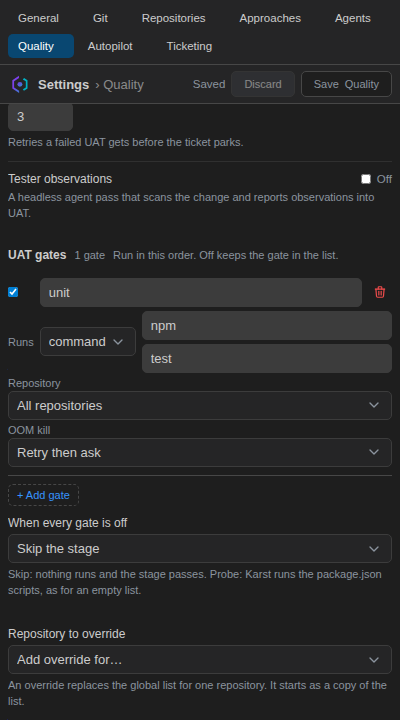 General Git Repositories Approaches Agents
Quality Autopilot Ticketing
Settings › Quality Saved Discard Save Quality
3
Retries a failed UAT gets before the ticket parks.
Tester observations Off
A headless agent pass that scans the change and reports observations into
UAT.
UAT gates 1 gate Run in this order. Off keeps the gate in the list.
unit
npm
Runs command
test
Repository
All repositories
OOM kill
Retry then ask
+ Add gate
When every gate is off
Skip the stage
Skip: nothing runs and the stage passes. Probe: Karst runs the package.json
scripts, as for an empty list.
Repository to override
Add override for…
An override replaces the global list for one repository. It starts as a copy of the
list.